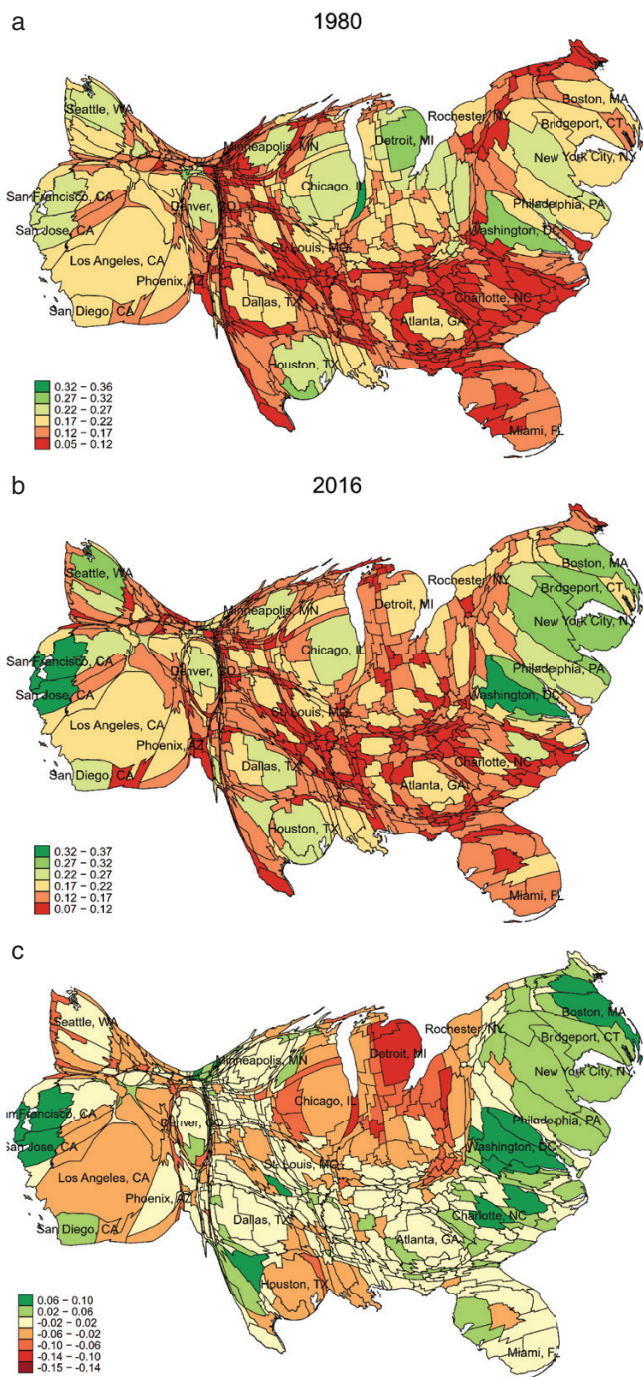 a
1980
Seattle, WA
Boston, MA
Rochester, NY
Bridgeport, CT
Minneapolis, MN
Detroit, MI
New York City, NY
Chicago, IL
San Francisco, CA
Denver, CO
Philadelphia, PA
San Jose, CA
Washington, DC
St. Louis, MO
Los Angeles, CA
Phoenix, AZ
Charlotte, NC
San Diego, CA
Dallas, TX
Atlanta, GA
Houston, TX
Miami, FL
0.32 – 0.36
0.27 – 0.32
0.22 – 0.27
0.17 – 0.22
0.12 – 0.17
0.05 – 0.12
b
2016
Seattle, WA
Boston, MA
Rochester, NY
Bridgeport, CT
Minneapolis, MN
Detroit, MI
New York City, NY
Chicago, IL
San Francisco, CA
Denver, CO
Philadelphia, PA
San Jose, CA
Washington, DC
St. Louis, MO
Los Angeles, CA
Phoenix, AZ
Charlotte, NC
San Diego, CA
Dallas, TX
Atlanta, GA
Houston, TX
Miami, FL
0.32 – 0.37
0.27 – 0.32
0.22 – 0.27
0.17 – 0.22
0.12 – 0.17
0.07 – 0.12
c
Seattle, WA
Boston, MA
Rochester, NY
Bridgeport, CT
Minneapolis, MN
Detroit, MI
New York City, NY
Chicago, IL
am Francisco, CA
Denver, CO
Philadelphia, PA
San Jose, CA
Washington, DC
St. Louis, MO
Los Angeles, CA
Phoenix, AZ
Charlotte, NC
San Diego, CA
Dallas, TX
Atlanta, GA
Houston, TX
Miami, FL
0.06 – 0.10
0.02 – 0.06
-0.02 – 0.02
-0.06 – -0.02
-0.10 – -0.06
-0.14 – -0.10
-0.15 – -0.14